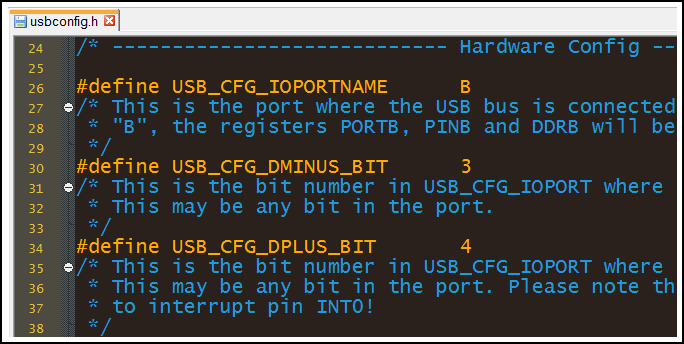 usbconfig.h
24 /* ---------------------------- Hardware Config --
25
26 #define USB_CFG_IOPORTNAME      B
27 /* This is the port where the USB bus is connected
28  * "B", the registers PORTB, PINB and DDRB will be
29  */
30 #define USB_CFG_DMINUS_BIT      3
31 /* This is the bit number in USB_CFG_IOPORT where
32  * This may be any bit in the port.
33  */
34 #define USB_CFG_DPLUS_BIT       4
35 /* This is the bit number in USB_CFG_IOPORT where
36  * This may be any bit in the port. Please note th
37  * to interrupt pin INT0!
38  */